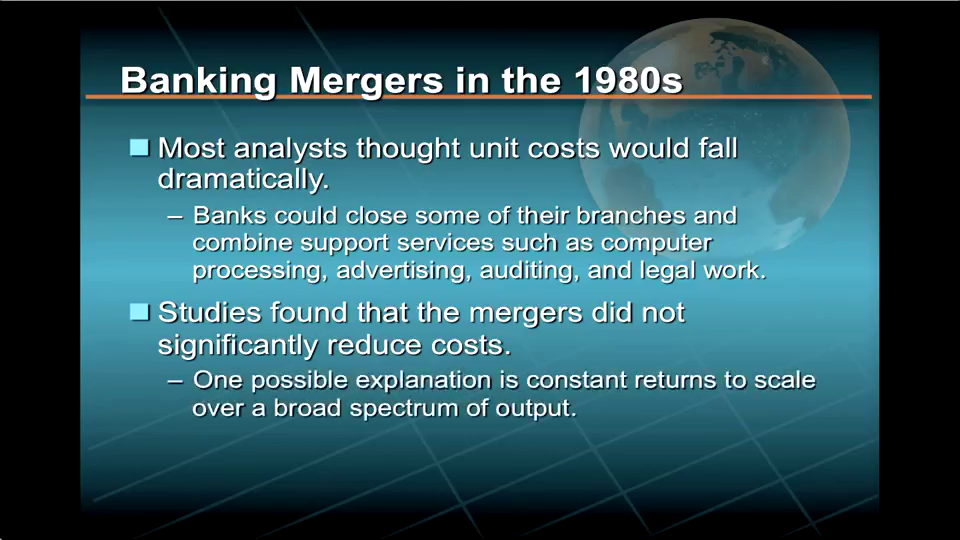 Banking Mergers in the 1980s
Most analysts thought unit costs would fall
dramatically.
– Banks could close some of their branches and
combine support services such as computer
processing, advertising, auditing, and legal work.
Studies found that the mergers did not
significantly reduce costs.
– One possible explanation is constant returns to scale
over a broad spectrum of output.